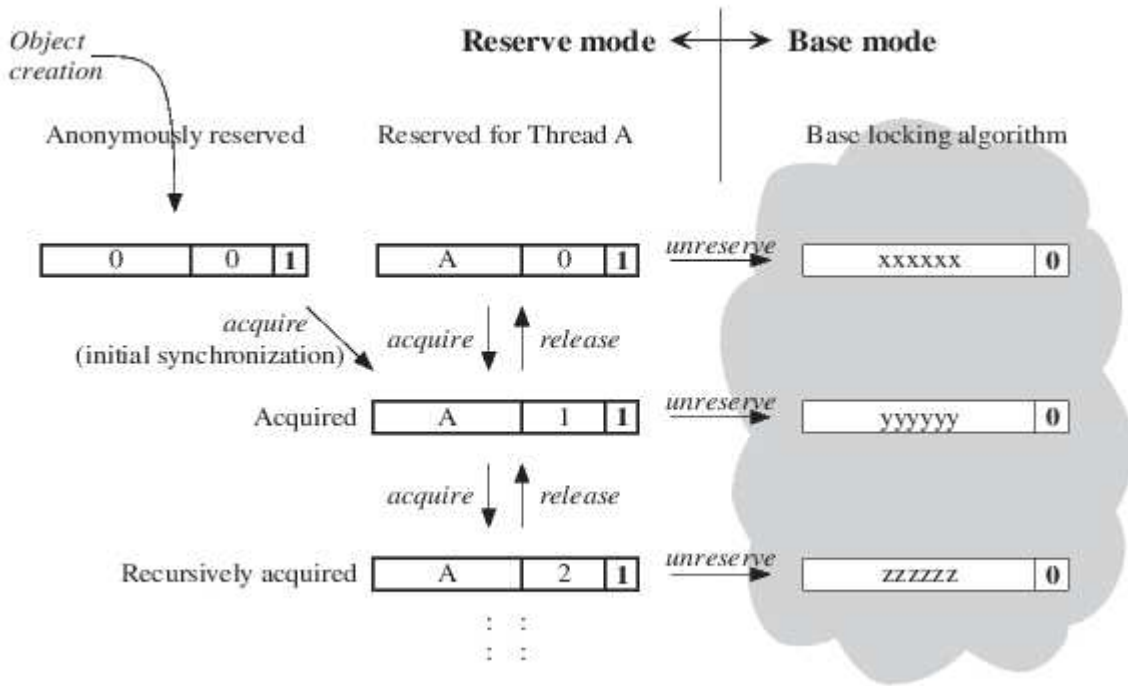 Object
creation
Reserve mode Base mode
Anonymously reserved Reserved for Thread A Base locking algorithm
0 0 1 A 0 1 unreserve xxxxxx 0
acquire
(initial synchronization) acquire release
Acquired A 1 1 unreserve yyyyyy 0
acquire release
Recursively acquired A 2 1 unreserve zzzzzz 0
: :
: :